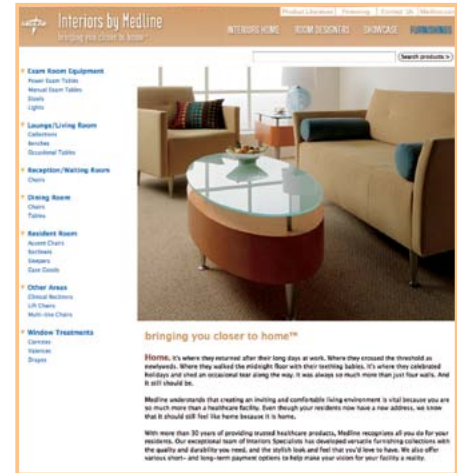 Product Literature | Financing | Contact Us | Medline.com
Interiors by Medline
bringing you closer to home™
INTERIORS HOME ROOM DESIGNERS SHOWCASE FURNISHINGS
Search products >
Exam Room Equipment
Power Exam Tables
Manual Exam Tables
Stools
Lights
Lounge/Living Room
Collections
Benches
Occasional Tables
Reception/Waiting Room
Chairs
Dining Room
Chairs
Tables
Resident Room
Accent Chairs
Recliners
Sleepers
Case Goods
Other Areas
Clinical Recliners
Lift Chairs
Multi-Use Chairs
Window Treatments
Cornices
Valances
Drapes
bringing you closer to home™
Home. It's where they returned after their long days at work. Where they crossed the threshold as
newlyweds. Where they walked the midnight floor with their teething babies. It's where they celebrated
holidays and shed an occasional tear along the way. It was always so much more than just four walls. And
it still should be.
Medline understands that creating an inviting and comfortable living environment is vital because you are
so much more than a healthcare facility. Even though your residents now have a new address, we know
that it should still feel like home because it is home.
With more than 30 years of providing trusted healthcare products, Medline recognizes all you do for your
residents. Our exceptional team of Interiors Specialists has developed versatile furnishing collections with
the quality and durability you need, and the stylish look and feel that you'd love to have. We also offer
various short- and long-term payment options to help make your vision for your facility a reality.